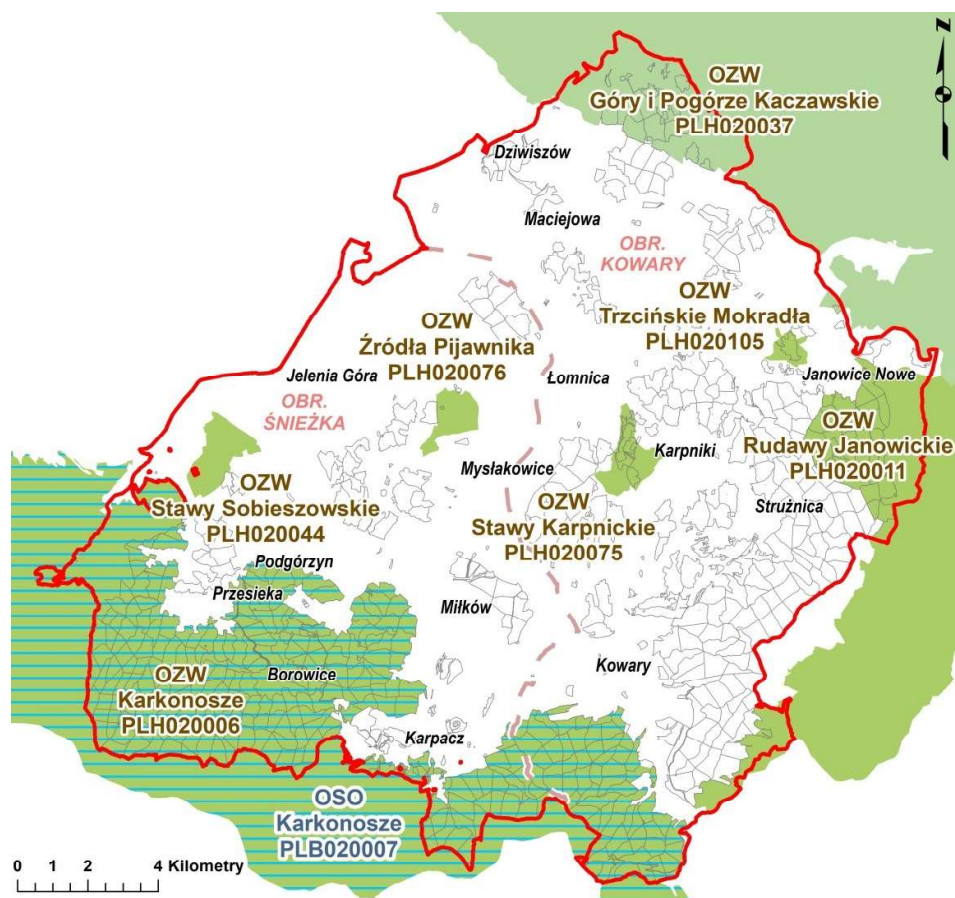 Z
OZW
Góry i Pogórze Kaczawskie
PLH020037
Dziwiszów
Maciejowa
OBR.
KOWARY
OZW
Trzcińskie Mokradła
PLH020105
OZW
Źródła Pijawnika
PLH020076
Jelenia Góra
Łomnica
Janowice Nowe
OBR.
ŚNIEŻKA
OZW
Rudawy Janowickie
PLH020011
Karpniki
Mysłakowice
OZW
Stawy Sobieszowskie
PLH020044
OZW
Stawy Karpnickie
PLH020075
Strużnica
Podgórzyn
Przesieka
Miłków
Borowice
Kowary
OZW
Karkonosze
PLH020006
Karpacz
OSO
Karkonosze
PLB020007
0 1 2 4 Kilometry